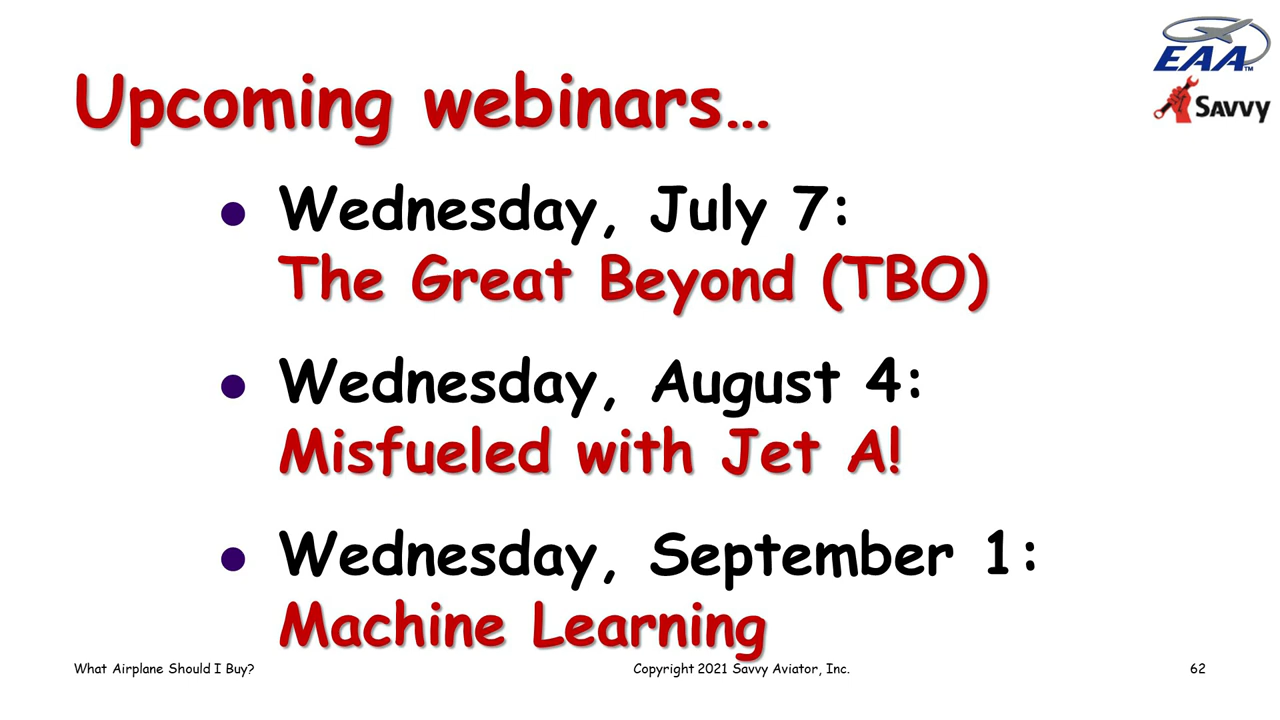 EAA™
SAVVY
Upcoming webinars...
● Wednesday, July 7:
The Great Beyond (TBO)
● Wednesday, August 4:
Misfueled with Jet A!
● Wednesday, September 1:
Machine Learning
What Airplane Should I Buy? Copyright 2021 Savvy Aviator, Inc. 62